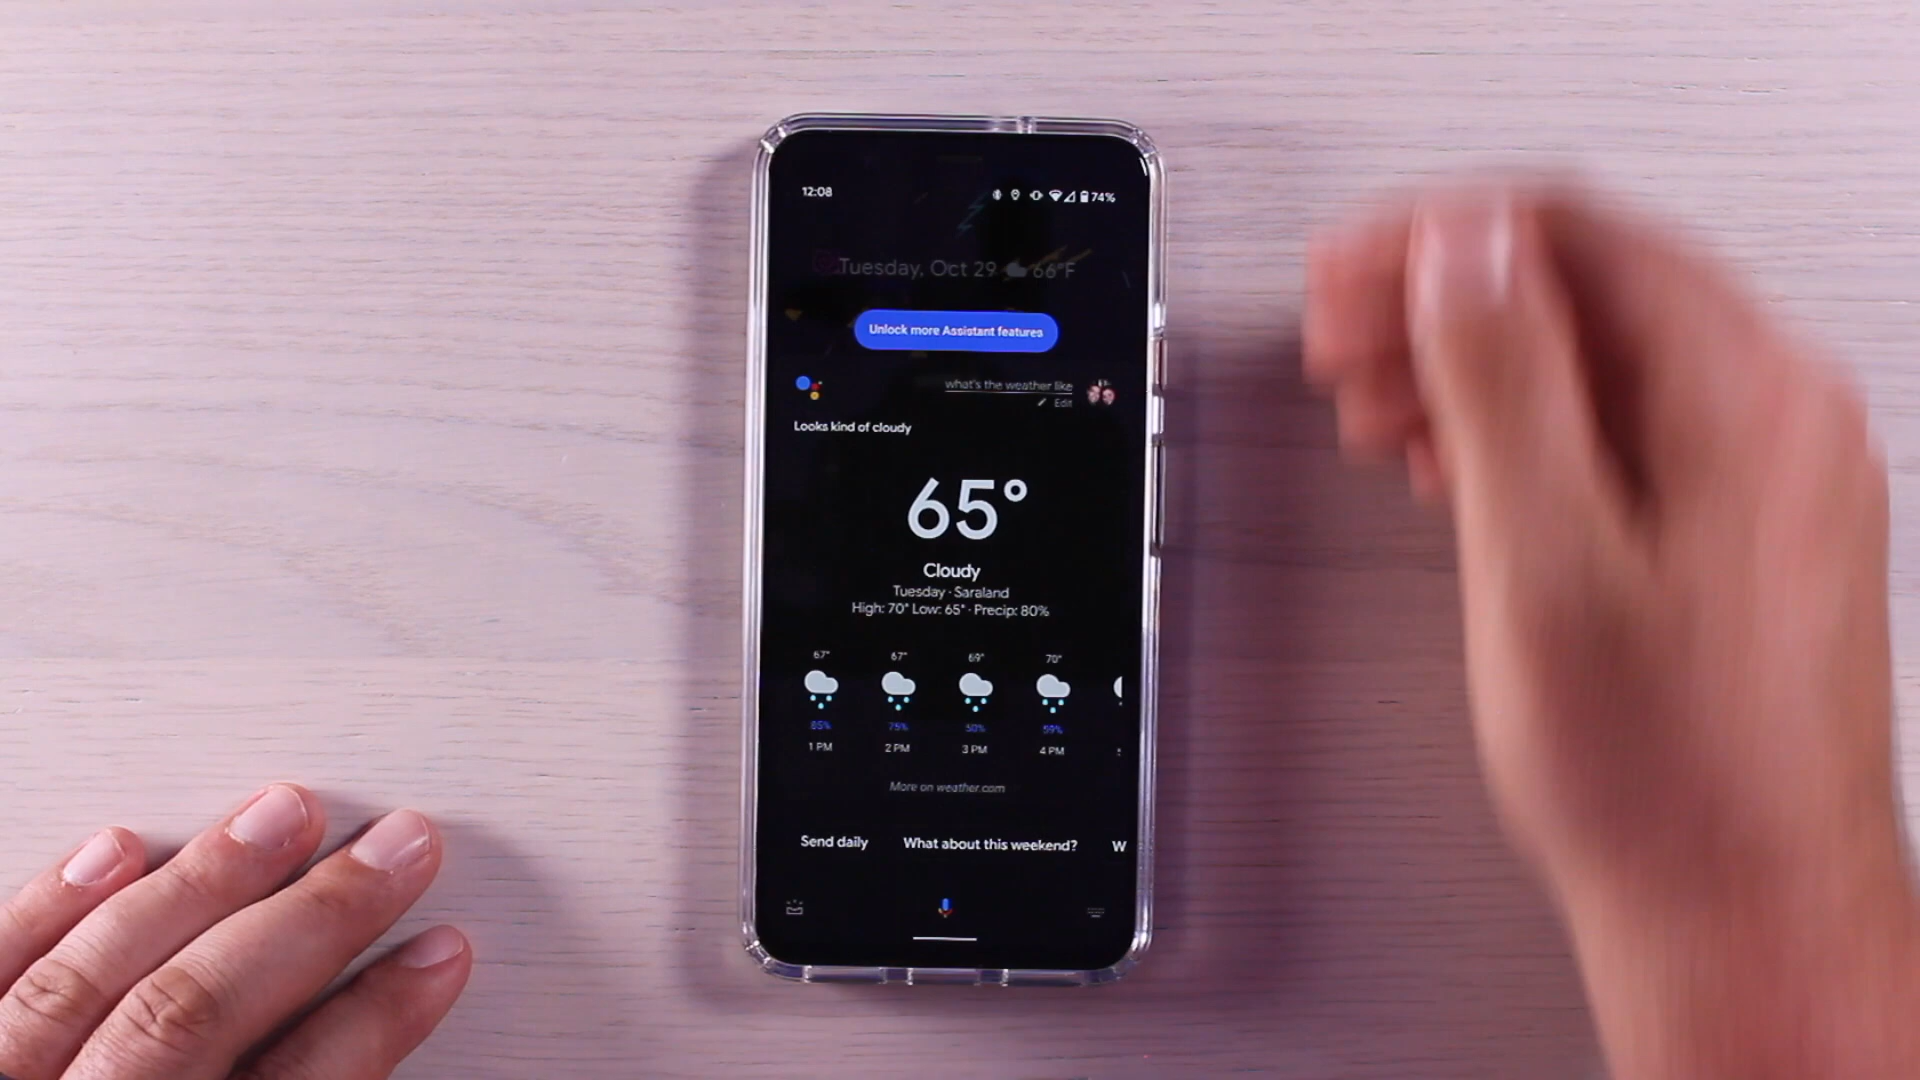 12:08 74%
Tuesday, Oct 29 66°F
Unlock more Assistant features
what's the weather like
Edit
Looks kind of cloudy
65°
Cloudy
Tuesday · Saraland
High: 70° Low: 65° · Precip: 80%
67° 67° 69° 70°
85% 75% 50% 59%
1 PM 2 PM 3 PM 4 PM
More on weather.com
Send daily What about this weekend? W